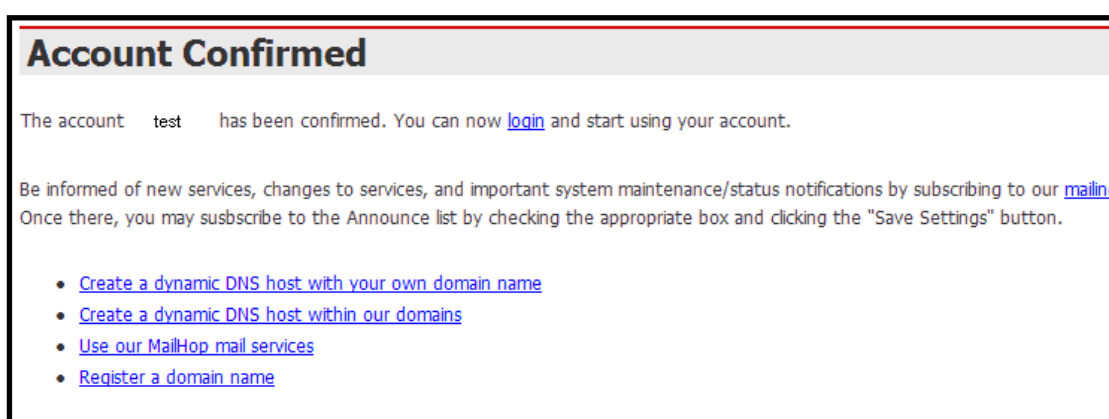 Account Confirmed
The account test has been confirmed. You can now login and start using your account.
Be informed of new services, changes to services, and important system maintenance/status notifications by subscribing to our
Once there, you may susbscribe to the Announce list by checking the appropriate box and clicking the "Save Settings" button.
• Create a dynamic DNS host with your own domain name
• Create a dynamic DNS host within our domains
• Use our MailHop mail services
• Register a domain name